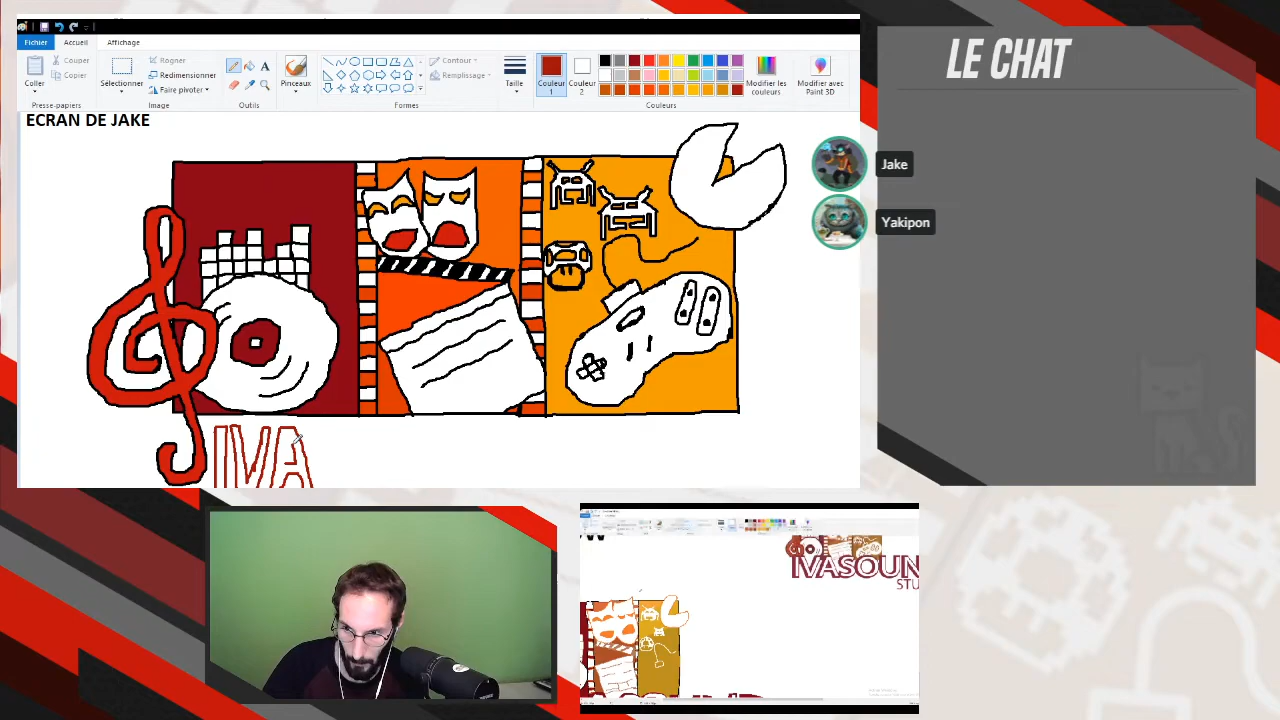 Fichier Accueil Affichage
Coller
Couper
Copier
Presse-papiers
Sélectionner
Rogner
Redimensionner
Faire pivoter
Image
A
Outils
Pinceaux
Contour
Remplissage
Formes
Taille
Couleur 1
Couleur 2
Modifier les couleurs
Modifier avec Paint 3D
Couleurs
ECRAN DE JAKE
IVA
LE CHAT
Jake
Yakipon
IVASOUN
STU